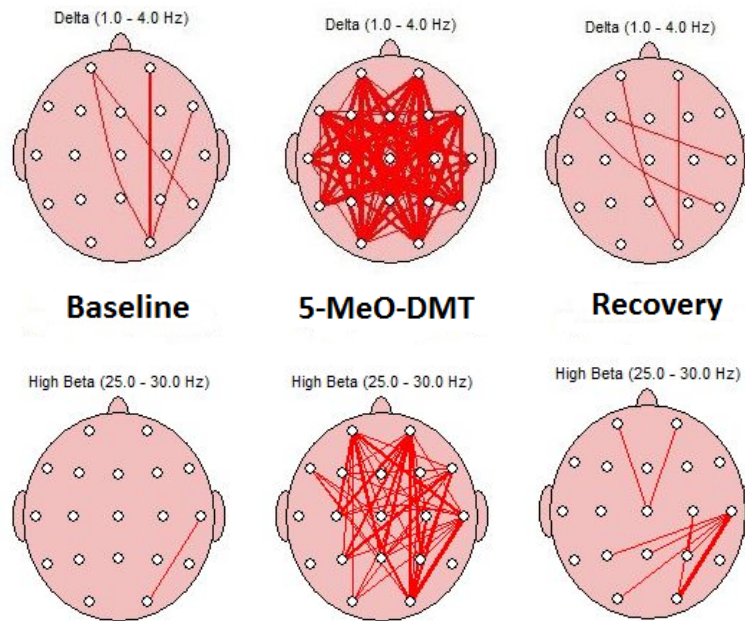 Delta (1.0 - 4.0 Hz)
Delta (1.0 - 4.0 Hz)
Delta (1.0 - 4.0 Hz)
Baseline
5-MeO-DMT
Recovery
High Beta (25.0 - 30.0 Hz)
High Beta (25.0 - 30.0 Hz)
High Beta (25.0 - 30.0 Hz)